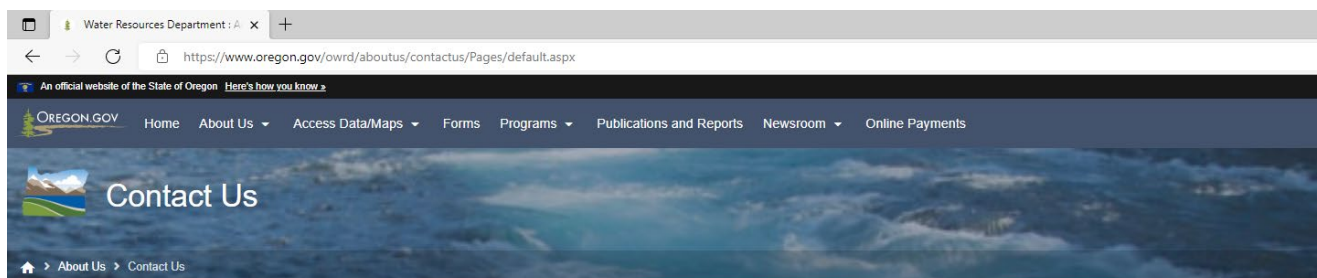 Water Resources Department : A
https://www.oregon.gov/owrd/aboutus/contactus/Pages/default.aspx
An official website of the State of Oregon Here's how you know »
OREGON.GOV Home About Us Access Data/Maps Forms Programs Publications and Reports Newsroom Online Payments
Contact Us
> About Us > Contact Us